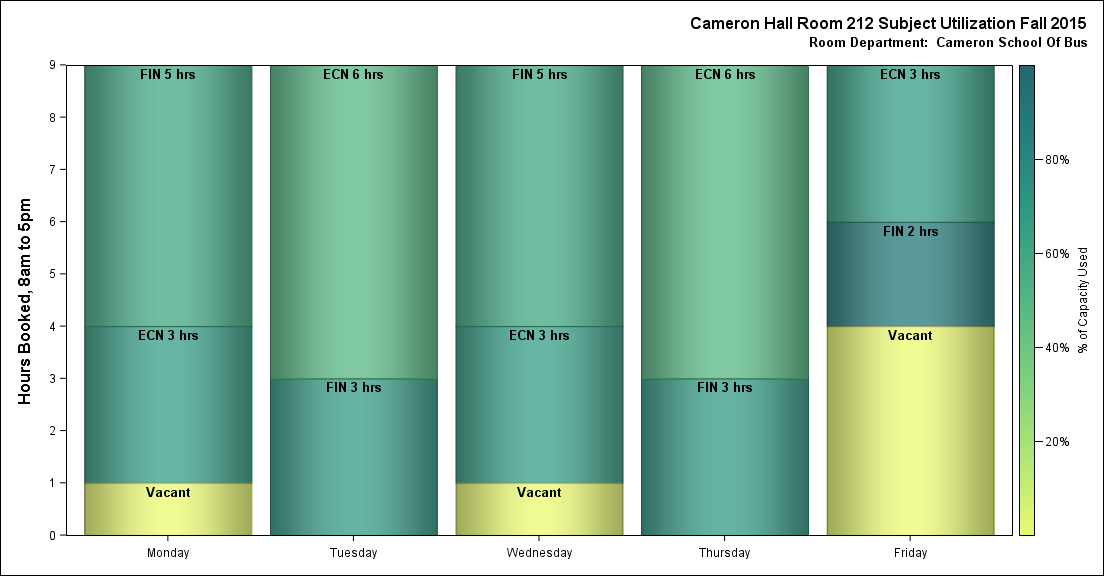 Cameron Hall Room 212 Subject Utilization Fall 2015
Room Department:  Cameron School Of Bus
Hours Booked, 8am to 5pm
9
8
7
6
5
4
3
2
1
0
FIN 5 hrs
ECN 3 hrs
Vacant
ECN 6 hrs
FIN 3 hrs
FIN 5 hrs
ECN 3 hrs
Vacant
ECN 6 hrs
FIN 3 hrs
ECN 3 hrs
FIN 2 hrs
Vacant
Monday
Tuesday
Wednesday
Thursday
Friday
80%
60%
40%
20%
% of Capacity Used